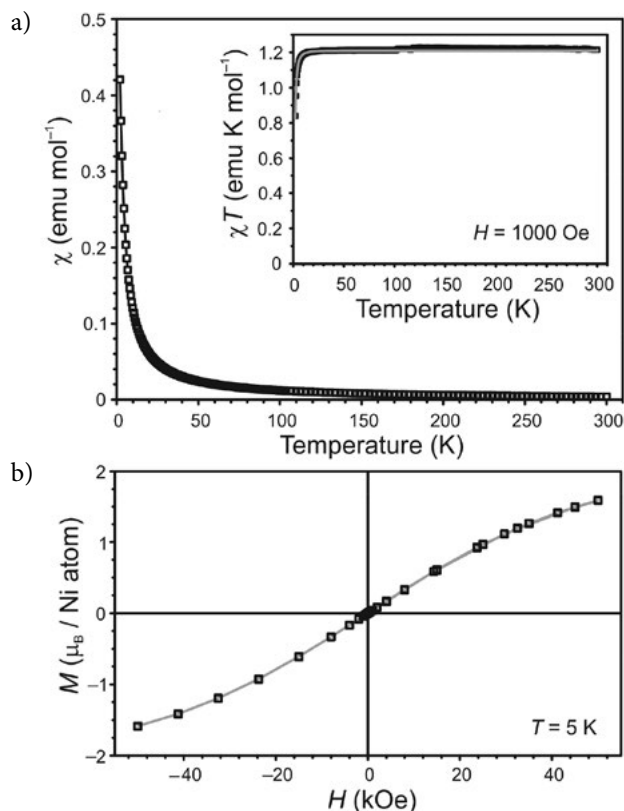 a)
0.5
0.4
0.3
0.2
0.1
0
χ (emu mol⁻¹)
1.2
1.0
0.8
0.6
0.4
0.2
0
χT (emu K mol⁻¹)
H = 1000 Oe
0 50 100 150 200 250 300
Temperature (K)
0 50 100 150 200 250 300
Temperature (K)
b)
2
1
0
−1
−2
M (μB / Ni atom)
T = 5 K
−40 −20 0 20 40
H (kOe)